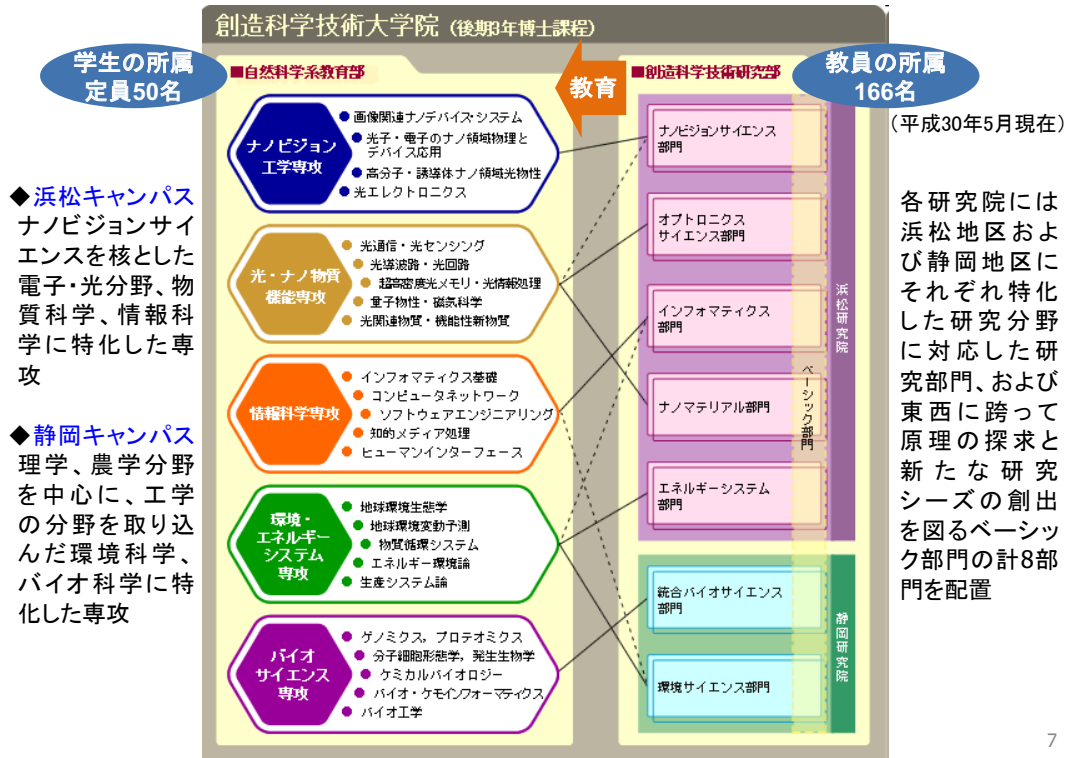 創造科学技術大学院 (後期3年博士課程)
学生の所属
定員50名
■自然科学系教育部
教育
■創造科学技術研究部
教員の所属
166名
(平成30年5月現在)
◆浜松キャンパス
ナノビジョンサイ
エンスを核とした
電子・光分野、物
質科学、情報科
学に特化した専
攻
◆静岡キャンパス
理学、農学分野
を中心に、工学
の分野を取り込
んだ環境科学、
バイオ科学に特
化した専攻
ナノビジョン
工学専攻
●画像関連ナノデバイス・システム
●光子・電子のナノ領域物理と
デバイス応用
●高分子・誘導体ナノ領域光物性
●光エレクトロニクス
光・ナノ物質
機能専攻
●光通信・光センシング
●光導波路・光回路
●超高密度光メモリ・光情報処理
●量子物性・磁気科学
●光関連物質・機能性新物質
情報科学専攻
●インフォマティクス基礎
●コンピュータネットワーク
●ソフトウェアエンジニアリング
●知的メディア処理
●ヒューマンインターフェース
環境・
エネルギー
システム
専攻
●地球環境生態学
●地球環境変動予測
●物質循環システム
●エネルギー環境論
●生産システム論
バイオ
サイエンス
専攻
●ゲノミクス，プロテオミクス
●分子細胞形態学，発生生物学
●ケミカルバイオロジー
●バイオ・ケモインフォーマティクス
●バイオ工学
ナノビジョンサイエンス
部門
オプトロニクス
サイエンス部門
インフォマティクス
部門
ナノマテリアル部門
エネルギーシステム
部門
統合バイオサイエンス
部門
環境サイエンス部門
ベーシック部門
浜松研究院
静岡研究院
各研究院には
浜松地区およ
び静岡地区に
それぞれ特化
した研究分野
に対応した研
究部門、および
東西に跨って
原理の探求と
新たな研究
シーズの創出
を図るベーシッ
ク部門の計8部
門を配置
7